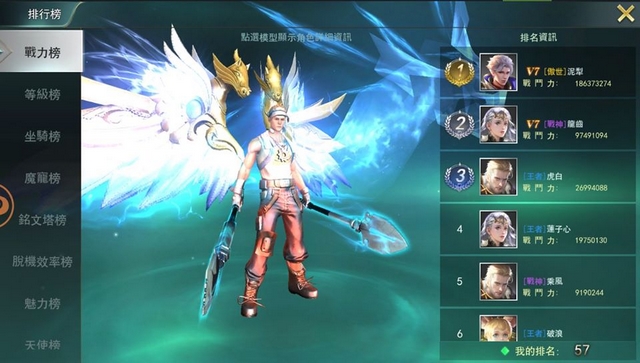 排行榜
戰力榜
等級榜
坐騎榜
魔寵榜
銘文塔榜
脫機效率榜
魅力榜
天使榜
點選模型顯示角色詳細資訊
排名資訊
1 V7 [傲世]泥犁
戰鬥力: 186373274
2 V7 [戰神]龍齒
戰鬥力: 97491094
3 [王者]虎白
戰鬥力: 26994088
4 [王者]蓮子心
戰鬥力: 19750130
5 [戰神]乘風
戰鬥力: 9190244
6 [王者]破浪
我的排名: 57